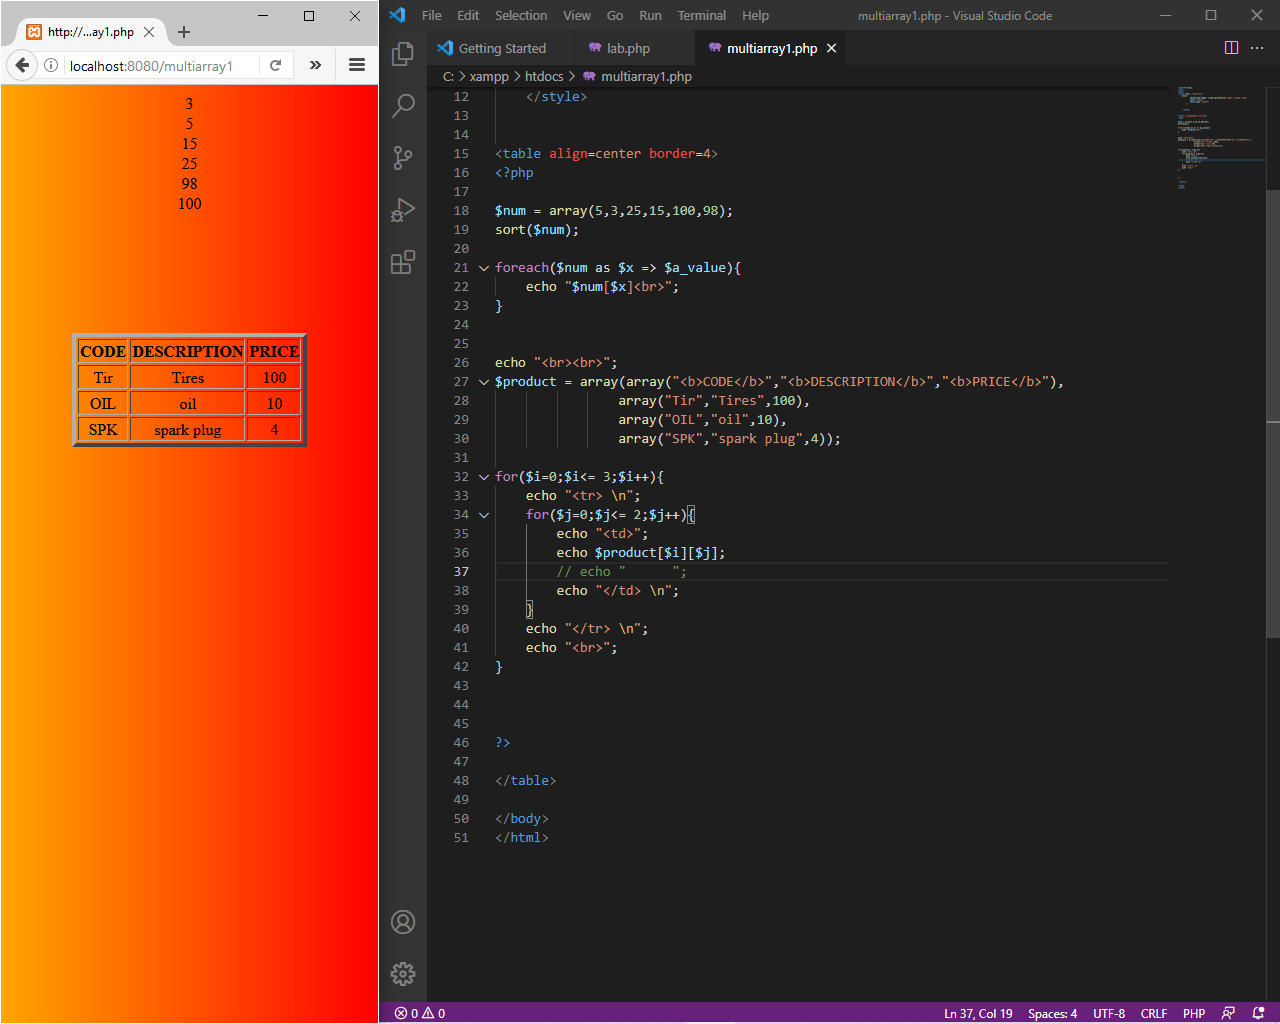 http://...ay1.php
localhost:8080/multiarray1
3
5
15
25
98
100
CODE DESCRIPTION PRICE
Tir Tires 100
OIL oil 10
SPK spark plug 4
File Edit Selection View Go Run Terminal Help multiarray1.php - Visual Studio Code
Getting Started lab.php multiarray1.php
C: > xampp > htdocs > multiarray1.php
12 </style>
13
14
15 <table align=center border=4>
16 <?php
17
18 $num = array(5,3,25,15,100,98);
19 sort($num);
20
21 foreach($num as $x => $a_value){
22 echo "$num[$x]<br>";
23 }
24
25
26 echo "<br><br>";
27 $product = array(array("<b>CODE</b>","<b>DESCRIPTION</b>","<b>PRICE</b>"),
28 array("Tir","Tires",100),
29 array("OIL","oil",10),
30 array("SPK","spark plug",4));
31
32 for($i=0;$i<= 3;$i++){
33 echo "<tr> \n";
34 for($j=0;$j<= 2;$j++){
35 echo "<td>";
36 echo $product[$i][$j];
37 // echo "      ";
38 echo "</td> \n";
39 }
40 echo "</tr> \n";
41 echo "<br>";
42 }
43
44
45
46 ?>
47
48 </table>
49
50 </body>
51 </html>
0 0 Ln 37, Col 19 Spaces: 4 UTF-8 CRLF PHP